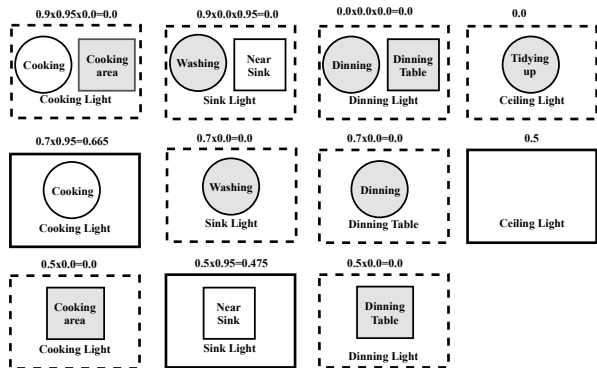 0.9x0.95x0.0=0.0
Cooking
Cooking
area
Cooking Light
0.9x0.0x0.95=0.0
Washing
Near
Sink
Sink Light
0.0x0.0x0.0=0.0
Dinning
Dinning
Table
Dinning Light
0.0
Tidying
up
Ceiling Light
0.7x0.95=0.665
Cooking
Cooking Light
0.7x0.0=0.0
Washing
Sink Light
0.7x0.0=0.0
Dinning
Dinning Table
0.5
Ceiling Light
0.5x0.0=0.0
Cooking
area
Cooking Light
0.5x0.95=0.475
Near
Sink
Sink Light
0.5x0.0=0.0
Dinning
Table
Dinning Light